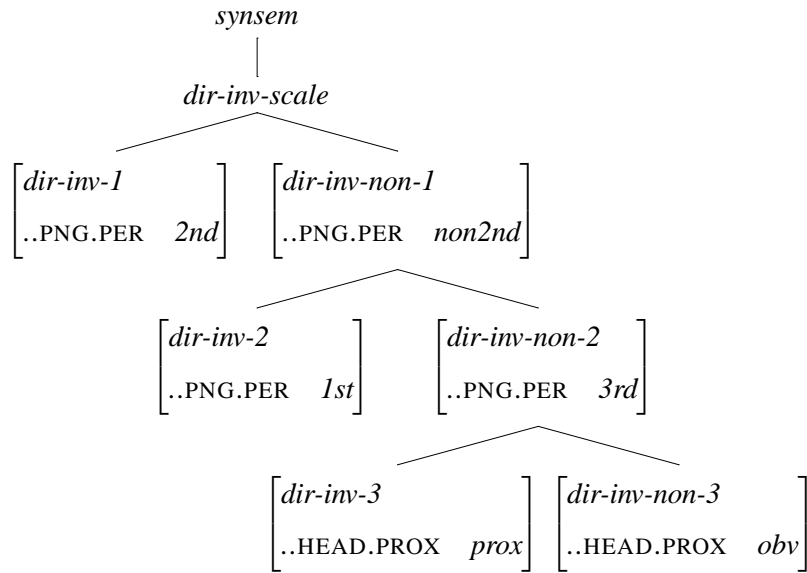 synsem
dir-inv-scale
dir-inv-1 dir-inv-non-1
..PNG.PER 2nd ..PNG.PER non2nd
dir-inv-2 dir-inv-non-2
..PNG.PER 1st ..PNG.PER 3rd
dir-inv-3 dir-inv-non-3
..HEAD.PROX prox ..HEAD.PROX obv